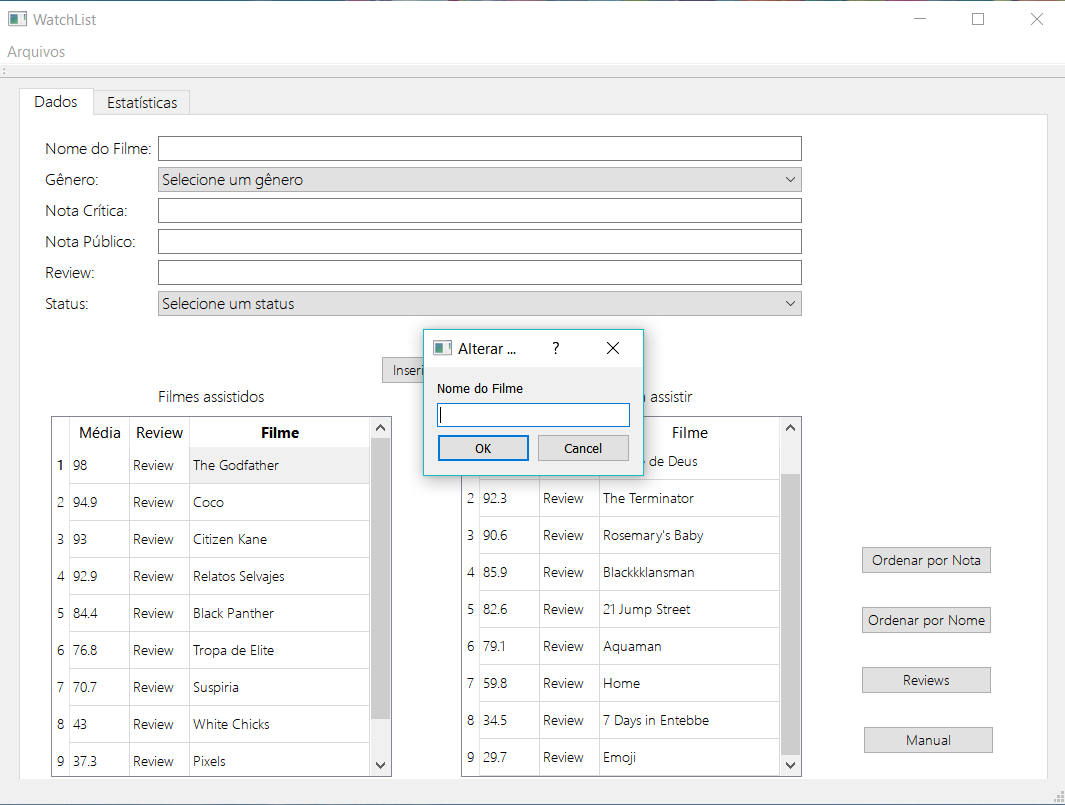 WatchList
Arquivos
Dados Estatísticas
Nome do Filme:
Gênero: Selecione um gênero
Nota Crítica:
Nota Público:
Review:
Status: Selecione um status
Alterar ... ?
Nome do Filme
OK Cancel
Inseri
Filmes assistidos
assistir
Média Review Filme
1 98 Review The Godfather
2 94.9 Review Coco
3 93 Review Citizen Kane
4 92.9 Review Relatos Selvajes
5 84.4 Review Black Panther
6 76.8 Review Tropa de Elite
7 70.7 Review Suspiria
8 43 Review White Chicks
9 37.3 Review Pixels
Filme
de Deus
2 92.3 Review The Terminator
3 90.6 Review Rosemary's Baby
4 85.9 Review Blackkklansman
5 82.6 Review 21 Jump Street
6 79.1 Review Aquaman
7 59.8 Review Home
8 34.5 Review 7 Days in Entebbe
9 29.7 Review Emoji
Ordenar por Nota
Ordenar por Nome
Reviews
Manual